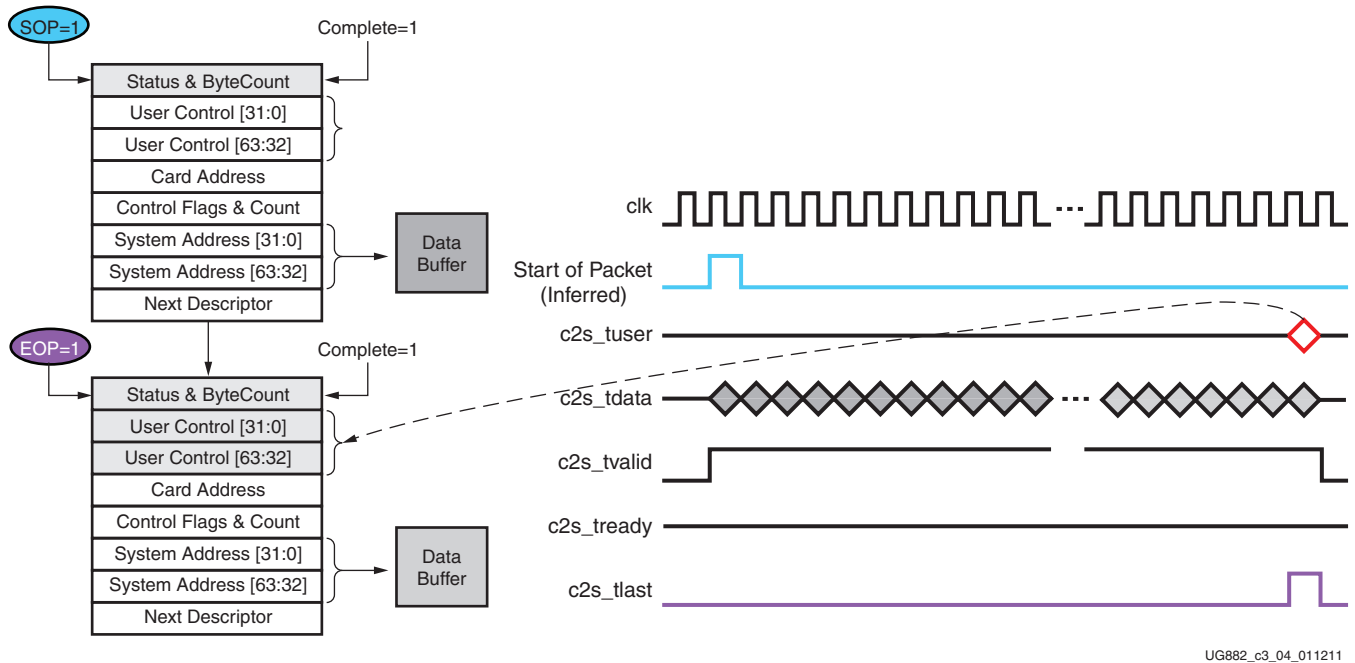 SOP=1
Complete=1
Status & ByteCount
User Control [31:0]
User Control [63:32]
Card Address
Control Flags & Count
System Address [31:0]
System Address [63:32]
Next Descriptor
Data
Buffer
EOP=1
Complete=1
Status & ByteCount
User Control [31:0]
User Control [63:32]
Card Address
Control Flags & Count
System Address [31:0]
System Address [63:32]
Next Descriptor
Data
Buffer
clk
Start of Packet
(Inferred)
c2s_tuser
c2s_tdata
c2s_tvalid
c2s_tready
c2s_tlast
UG882_c3_04_011211